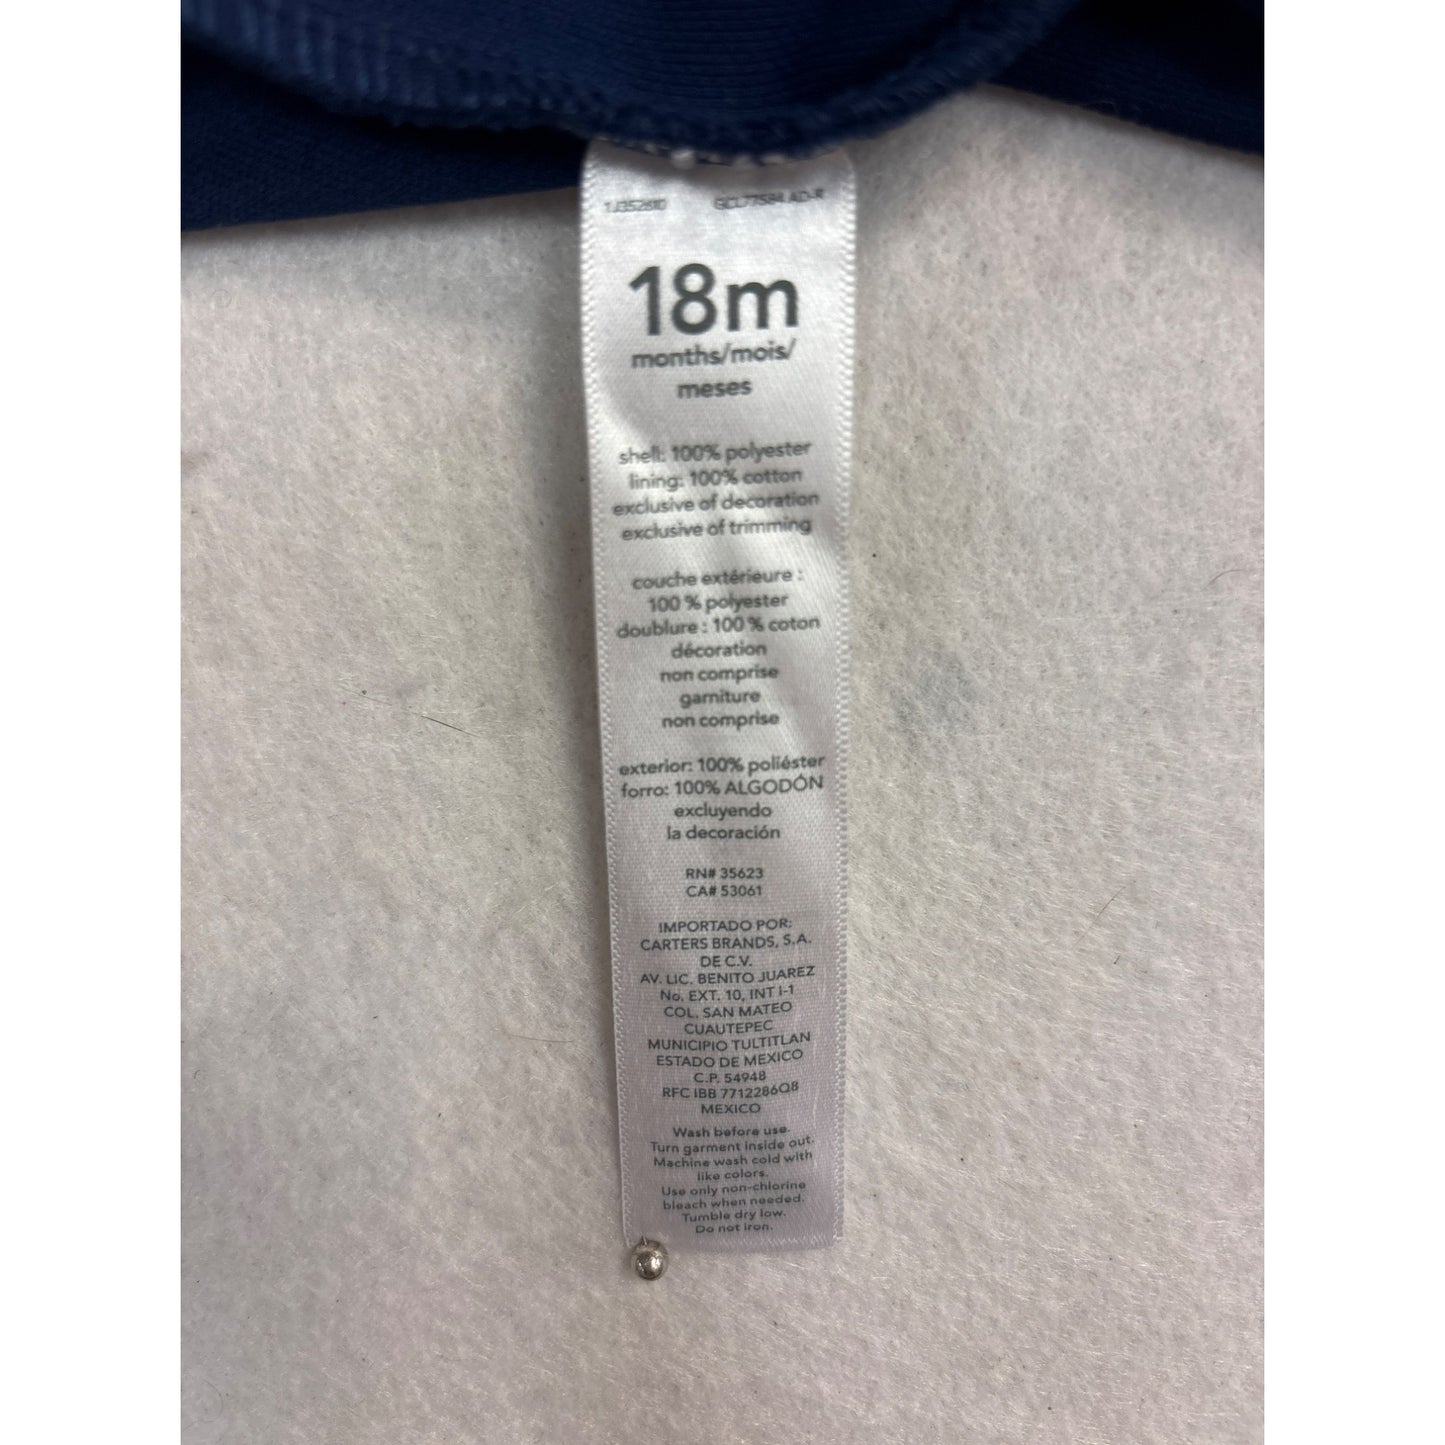 1J352610 GCL77584 AD-R
18m
months/mois/
meses
shell: 100% polyester
lining: 100% cotton
exclusive of decoration
exclusive of trimming
couche extérieure :
100 % polyester
doublure : 100 % coton
décoration
non comprise
garniture
non comprise
exterior: 100% poliéster
forro: 100% ALGODÓN
excluyendo
la decoración
RN# 35623
CA# 53061
IMPORTADO POR:
CARTERS BRANDS, S.A.
DE C.V.
AV. LIC. BENITO JUAREZ
No. EXT. 10, INT I-1
COL. SAN MATEO
CUAUTEPEC
MUNICIPIO TULTITLAN
ESTADO DE MEXICO
C.P. 54948
RFC IBB 7712286Q8
MEXICO
Wash before use.
Turn garment inside out.
Machine wash cold with
like colors.
Use only non-chlorine
bleach when needed.
Tumble dry low.
Do not iron.